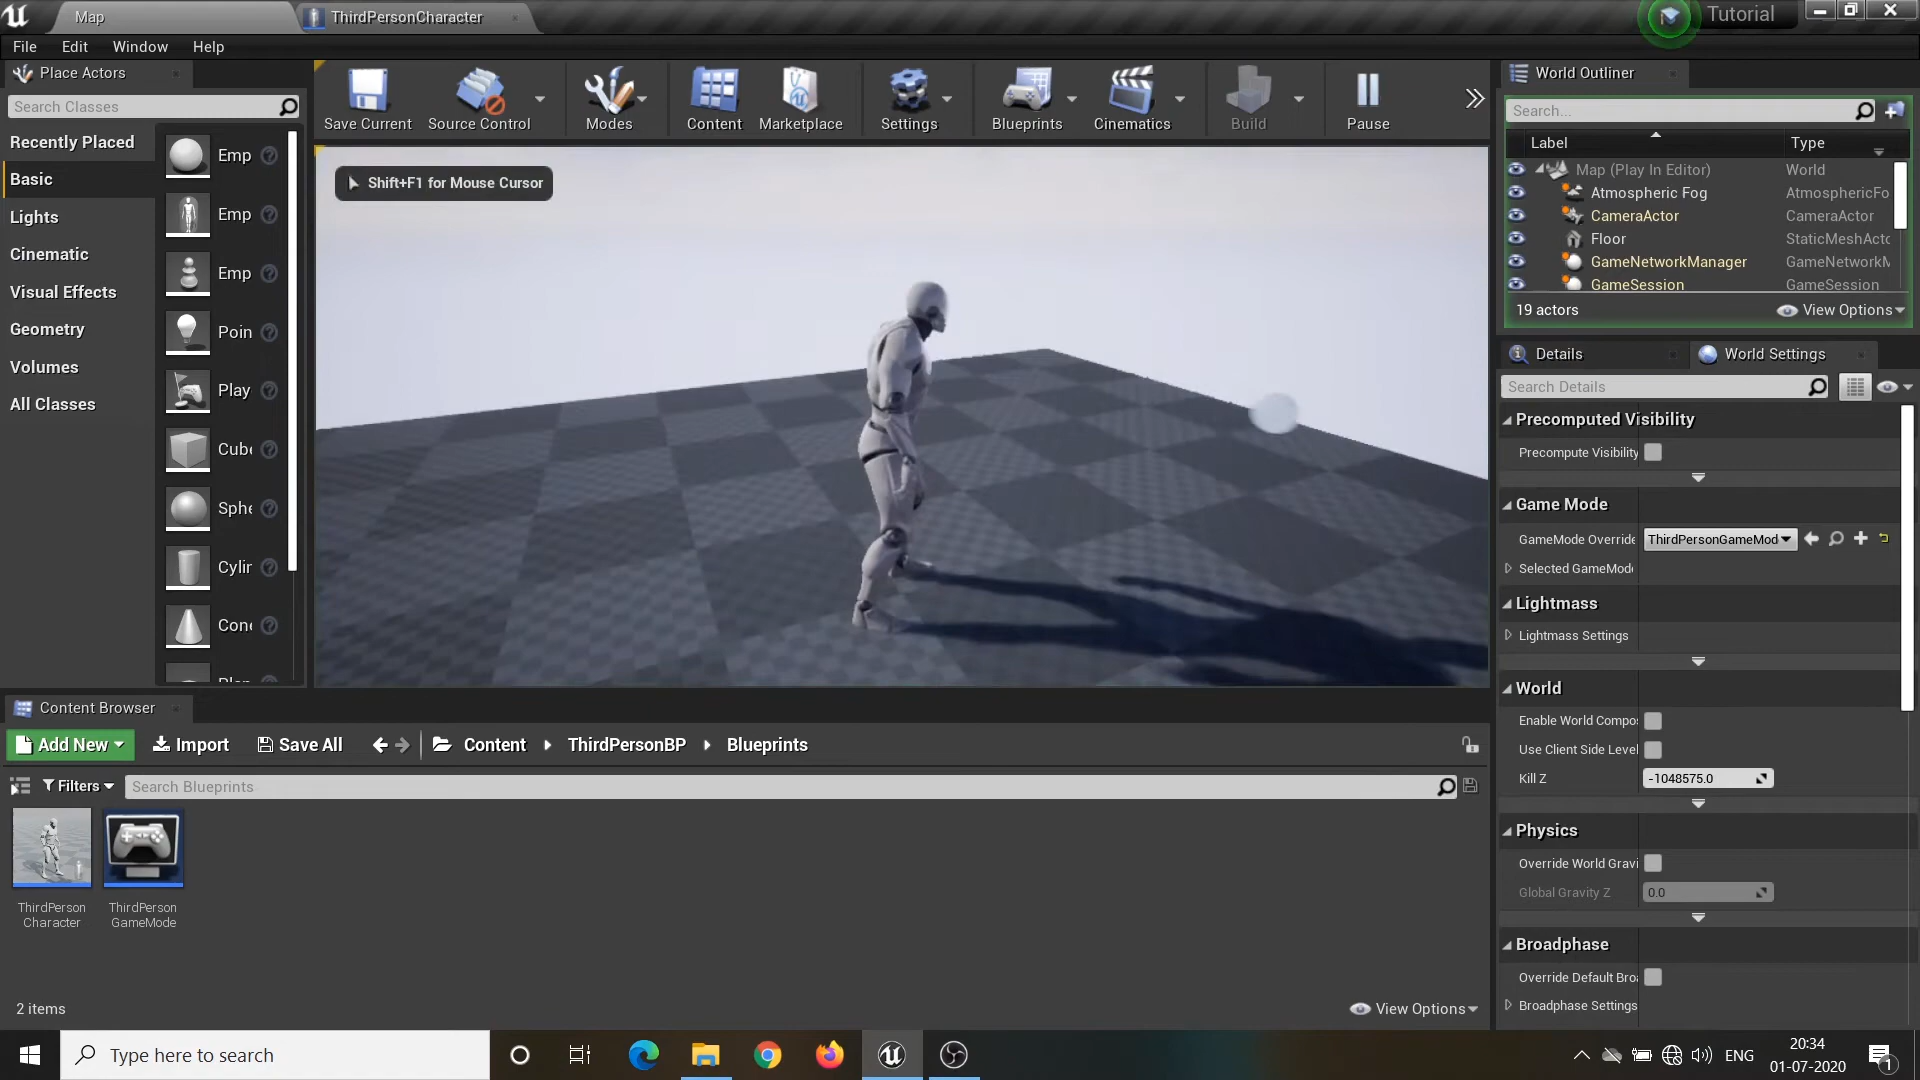 Map
ThirdPersonCharacter
Tutorial
File Edit Window Help
Place Actors
Search Classes
Recently Placed
Basic
Lights
Cinematic
Visual Effects
Geometry
Volumes
All Classes
Emp
Emp
Emp
Poin
Play
Cube
Sphe
Cylin
Cone
Save Current
Source Control
Modes
Content
Marketplace
Settings
Blueprints
Cinematics
Build
Pause
Shift+F1 for Mouse Cursor
World Outliner
Search...
Label Type
Map (Play In Editor) World
Atmospheric Fog AtmosphericFo
CameraActor CameraActor
Floor StaticMeshActo
GameNetworkManager GameNetworkM
GameSession GameSession
19 actors View Options
Details World Settings
Search Details
Precomputed Visibility
Precompute Visibility
Game Mode
GameMode Override ThirdPersonGameMod
Selected GameMode
Lightmass
Lightmass Settings
World
Enable World Compos
Use Client Side Level
Kill Z -1048575.0
Physics
Override World Gravi
Global Gravity Z 0.0
Broadphase
Override Default Broa
Broadphase Settings
Content Browser
Add New Import Save All Content ThirdPersonBP Blueprints
Filters Search Blueprints
ThirdPerson
Character
ThirdPerson
GameMode
2 items View Options
Type here to search
ENG
20:34
01-07-2020
1